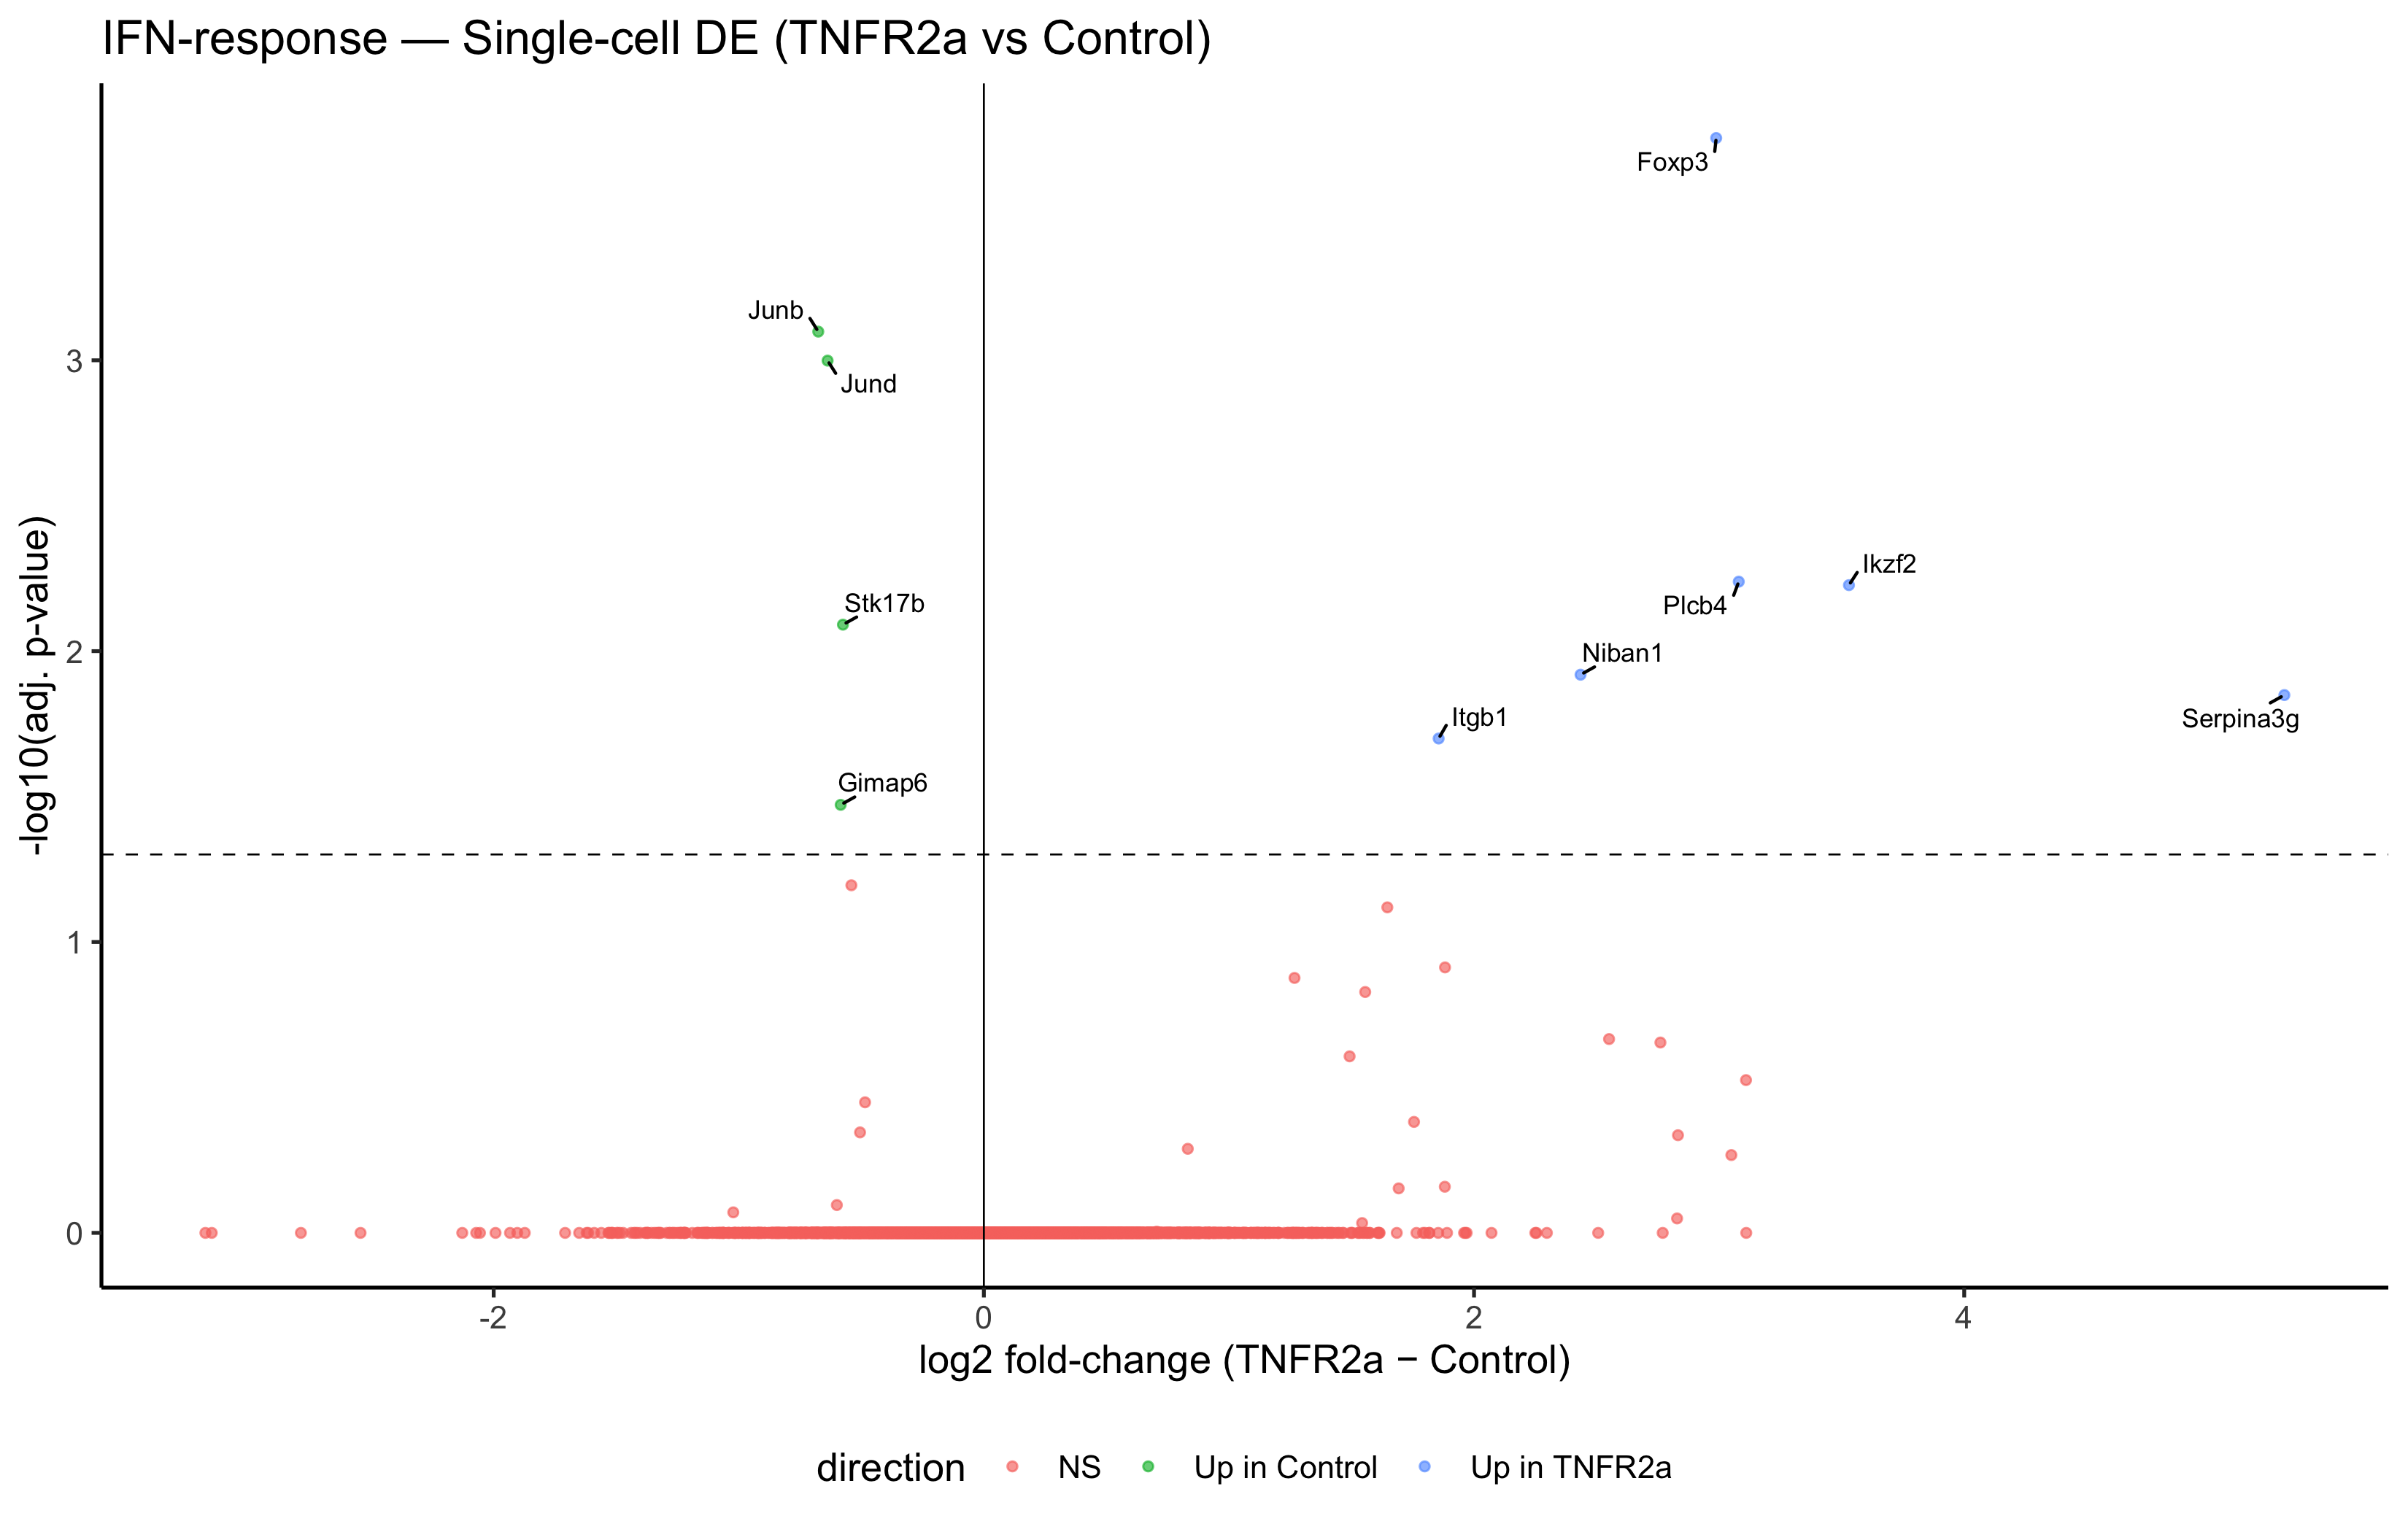 IFN-response — Single-cell DE (TNFR2a vs Control)
Foxp3
Junb
3
Jund
Ikzf2
Stk17b
Plcb4
2
Niban1
Itgb1
Serpina3g
Gimap6
-log10(adj. p-value)
1
0
-2
0
2
4
log2 fold-change (TNFR2a − Control)
direction NS Up in Control Up in TNFR2a